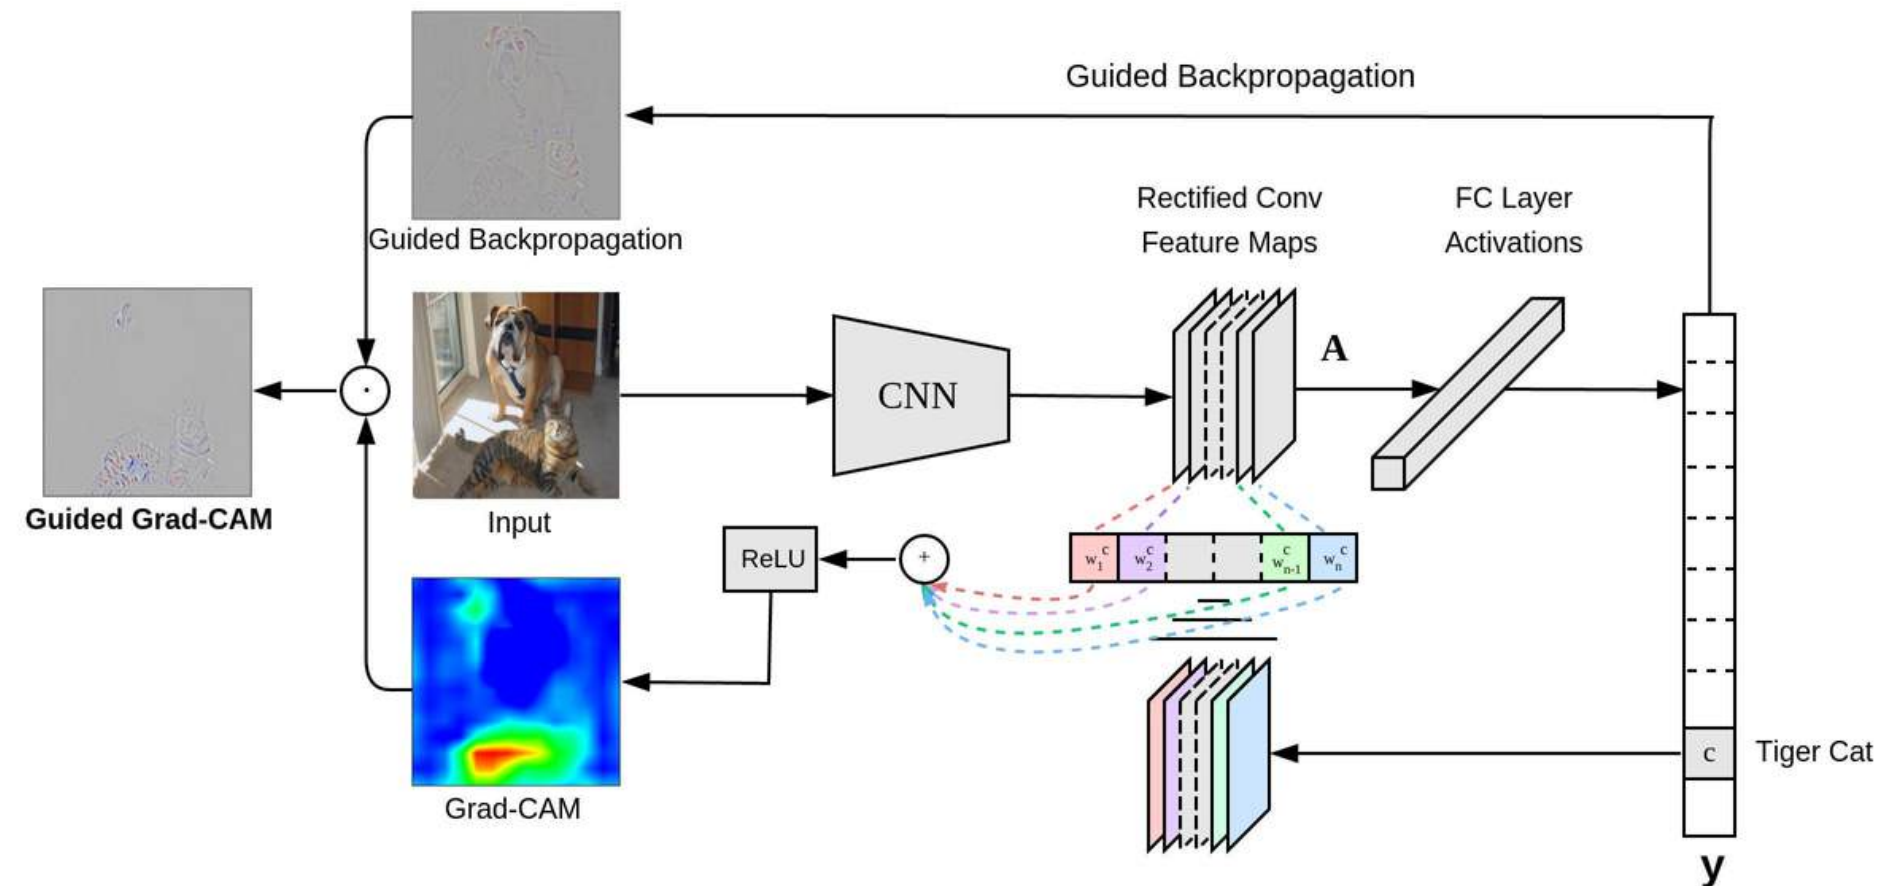 Guided Backpropagation
Rectified Conv
Feature Maps
FC Layer
Activations
Guided Backpropagation
A
CNN
Guided Grad-CAM
Input
ReLU
+
w₁ᶜ
w₂ᶜ
wₙ₋₁ᶜ
wₙᶜ
c
Tiger Cat
Grad-CAM
y